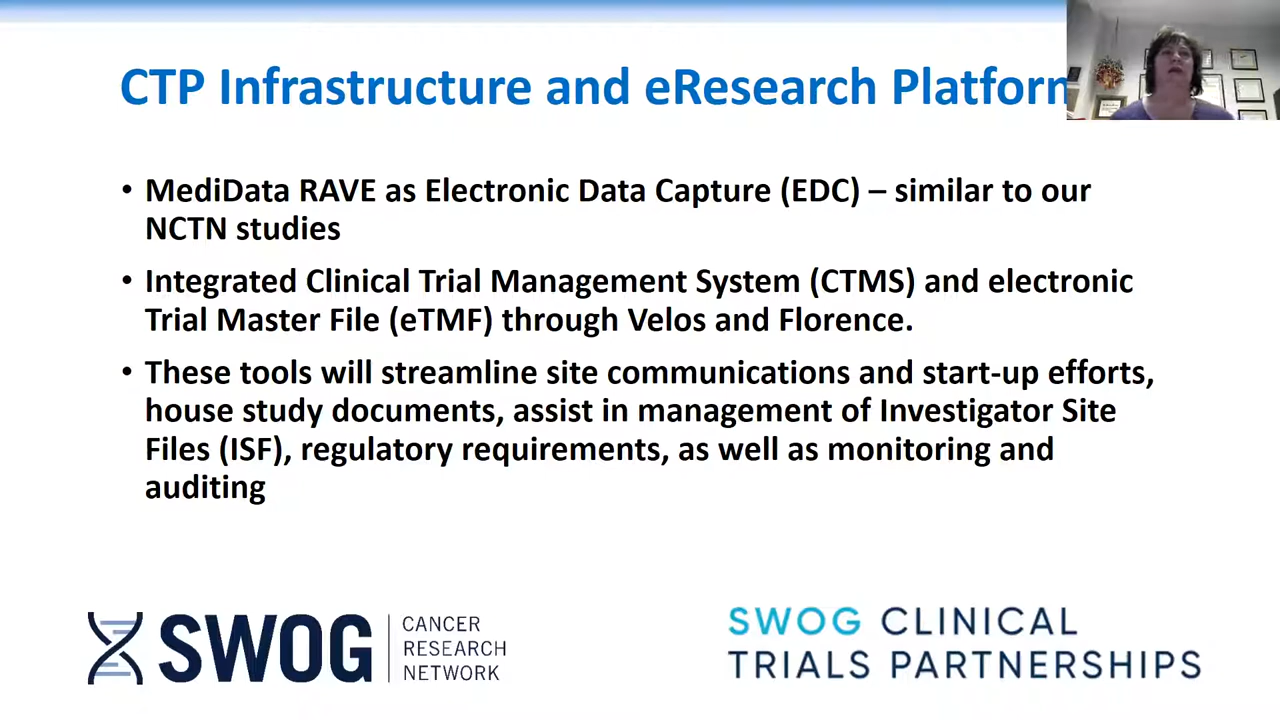 CTP Infrastructure and eResearch Platform
• MediData RAVE as Electronic Data Capture (EDC) – similar to our
NCTN studies
• Integrated Clinical Trial Management System (CTMS) and electronic
Trial Master File (eTMF) through Velos and Florence.
• These tools will streamline site communications and start-up efforts,
house study documents, assist in management of Investigator Site
Files (ISF), regulatory requirements, as well as monitoring and
auditing
SWOG
CANCER
RESEARCH
NETWORK
SWOG CLINICAL
TRIALS PARTNERSHIPS